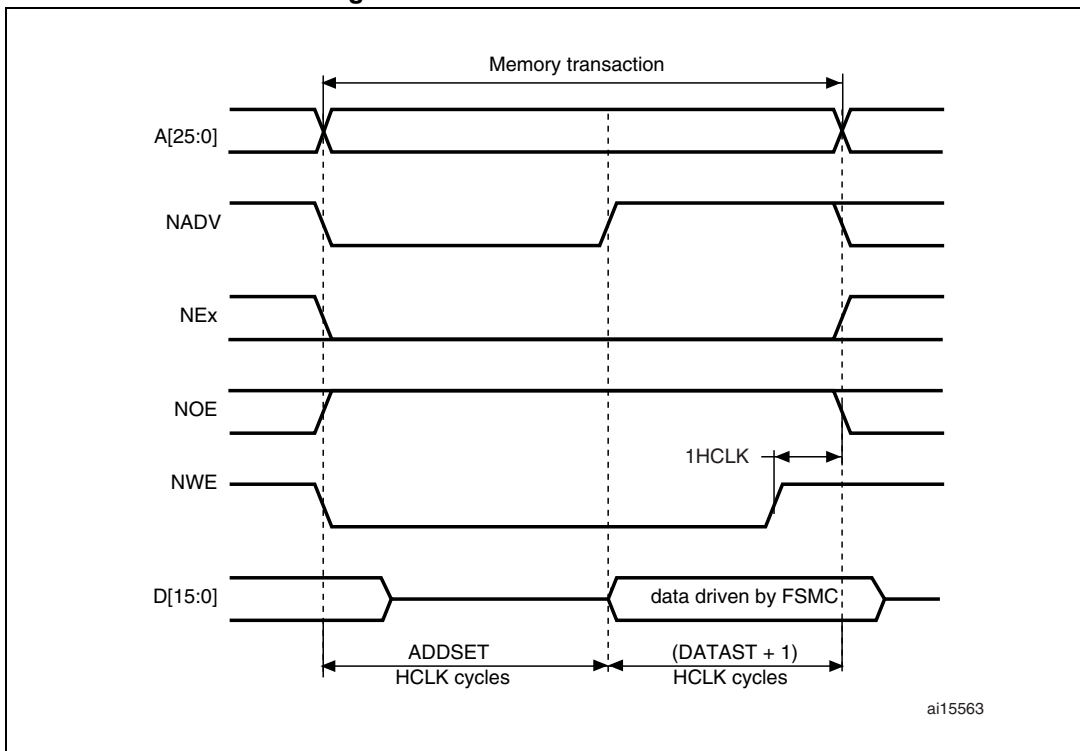 Memory transaction
A[25:0]
NADV
NEx
NOE
1HCLK
NWE
D[15:0]
data driven by FSMC
ADDSET
HCLK cycles
(DATAST + 1)
HCLK cycles
ai15563